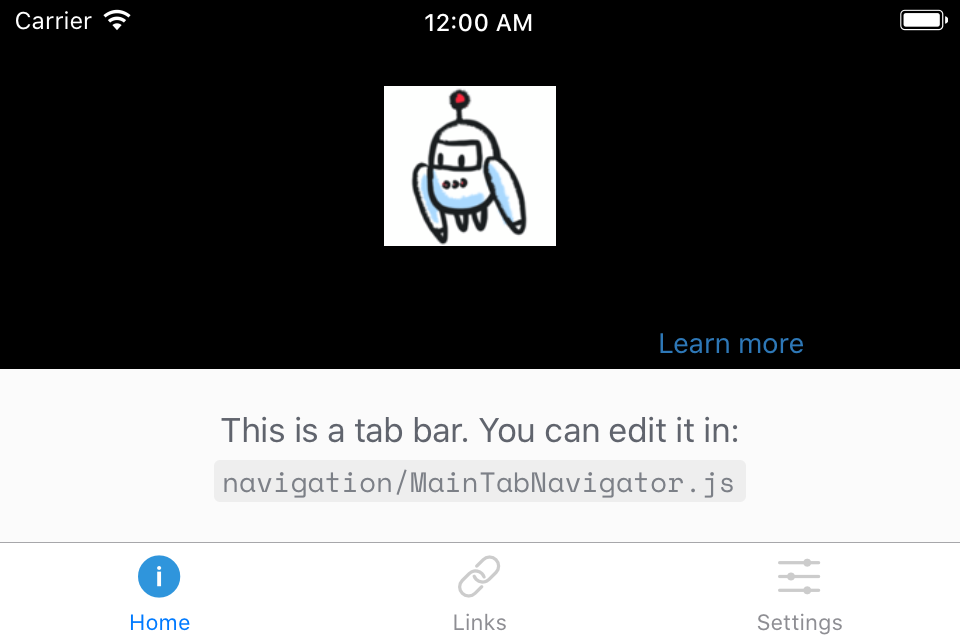 Carrier 12:00 AM
Learn more
This is a tab bar. You can edit it in:
navigation/MainTabNavigator.js
Home Links Settings